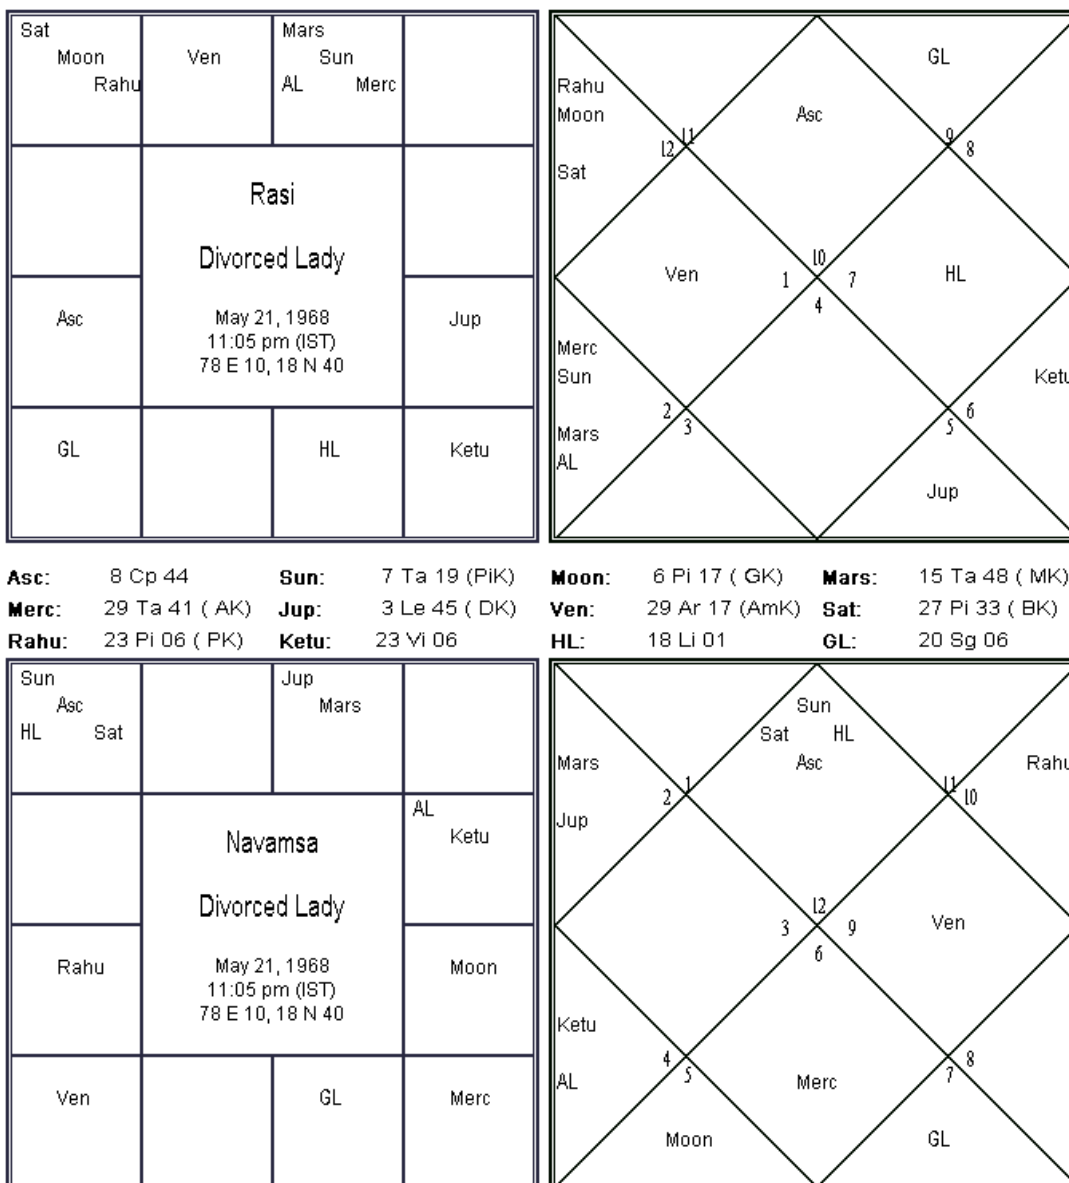 Sat
Moon
Rahu
Ven
Mars
Sun
AL Merc
Rasi
Divorced Lady
May 21, 1968
11:05 pm (IST)
78 E 10, 18 N 40
Asc
Jup
GL
HL
Ketu
GL
Rahu
Moon
Asc
11
9
12
8
Sat
Ven
10
1
7
4
HL
Merc
Sun
Ketu
2
6
3
5
Mars
AL
Jup
Asc: 8 Cp 44 Sun: 7 Ta 19 (PiK) Moon: 6 Pi 17 ( GK) Mars: 15 Ta 48 ( MK)
Merc: 29 Ta 41 ( AK) Jup: 3 Le 45 ( DK) Ven: 29 Ar 17 (AmK) Sat: 27 Pi 33 ( BK)
Rahu: 23 Pi 06 ( PK) Ketu: 23 Vi 06 HL: 18 Li 01 GL: 20 Sg 06
Sun
Asc
HL Sat
Jup
Mars
AL
Ketu
Navamsa
Divorced Lady
May 21, 1968
11:05 pm (IST)
78 E 10, 18 N 40
Rahu
Moon
Ven
GL
Merc
Sun
Sat HL
Asc
Mars
Rahu
1
11
2
10
Jup
12
3
9
6
Ven
Ketu
4
8
5
7
AL
Merc
Moon
GL